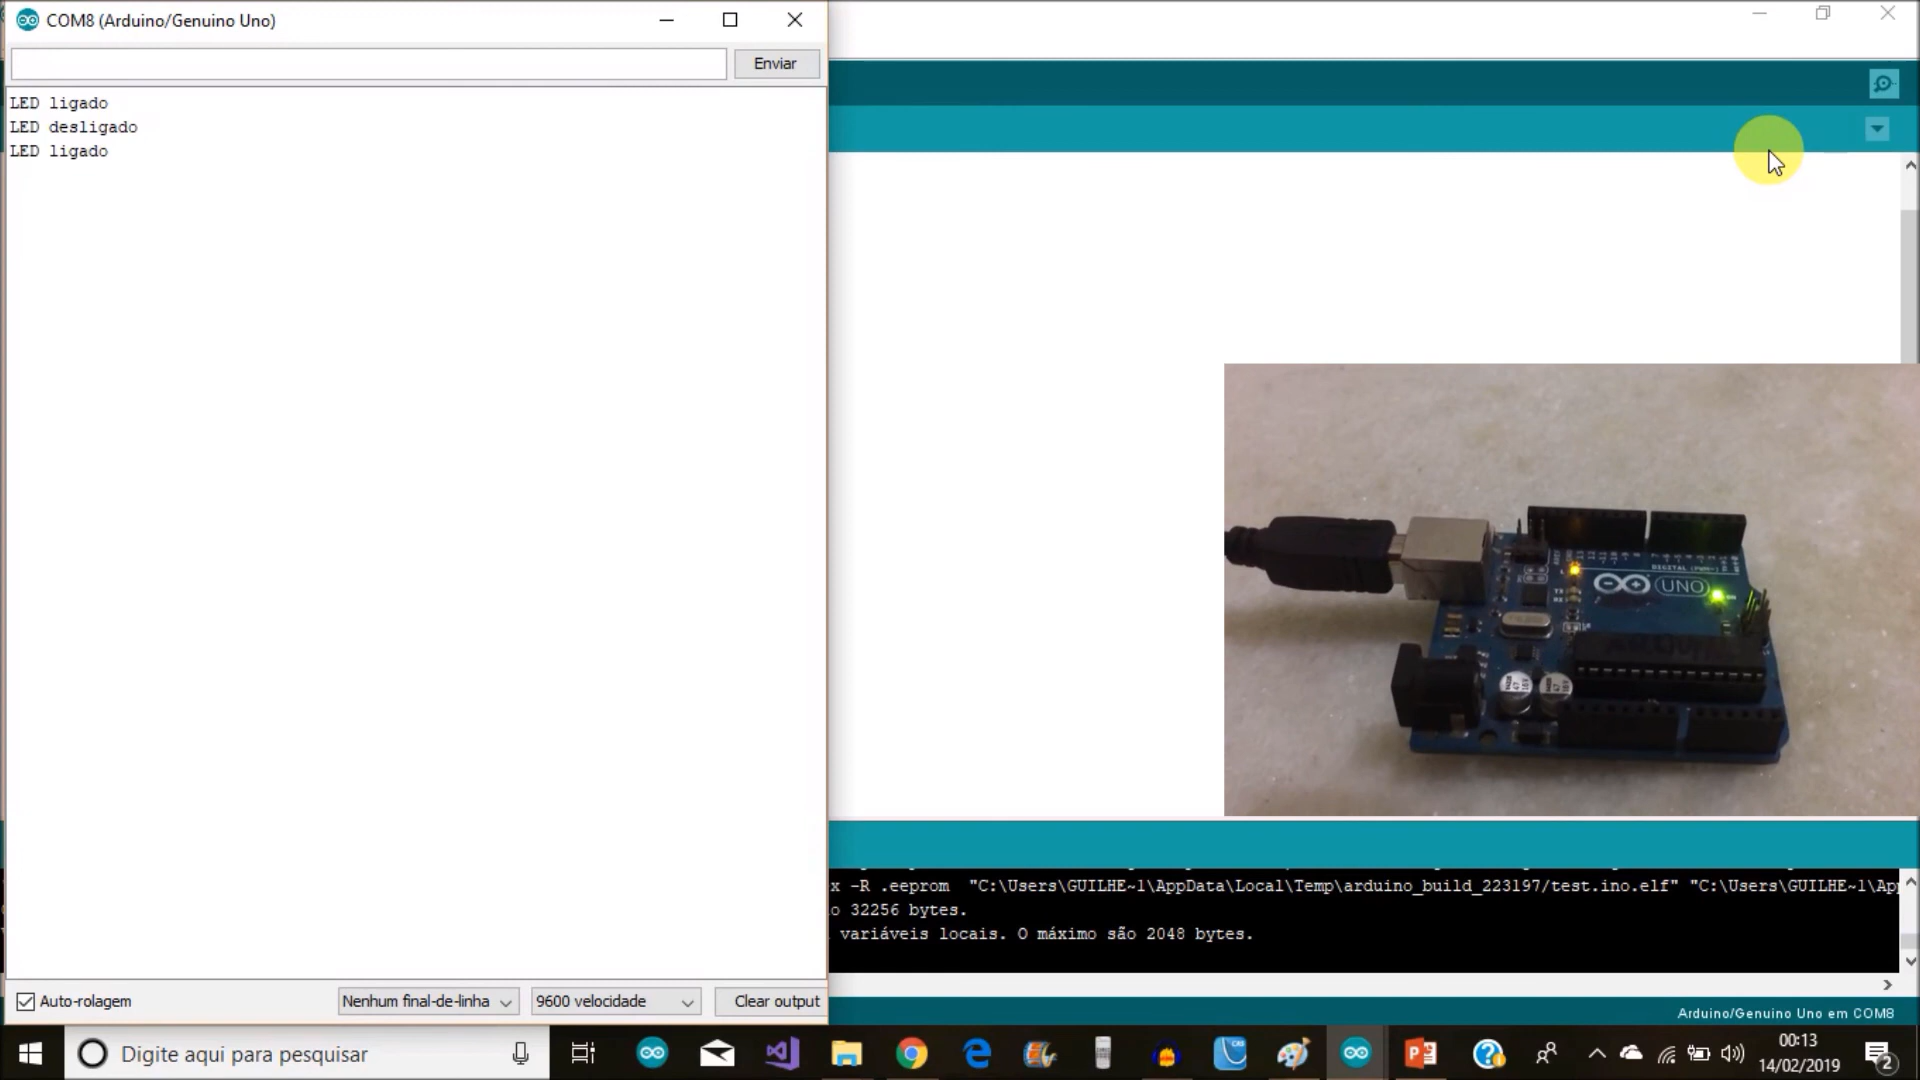 COM8 (Arduino/Genuino Uno)
Enviar
LED ligado
LED desligado
LED ligado
DIGITAL (PWM~)
UNO
x -R .eeprom "C:\Users\GUILHE~1\AppData\Local\Temp\arduino_build_223197/test.ino.elf" "C:\Users\GUILHE~1\Ap
o 32256 bytes.
variáveis locais. O máximo são 2048 bytes.
Auto-rolagem
Nenhum final-de-linha
9600 velocidade
Clear output
Arduino/Genuino Uno em COM8
Digite aqui para pesquisar
00:13
14/02/2019
2